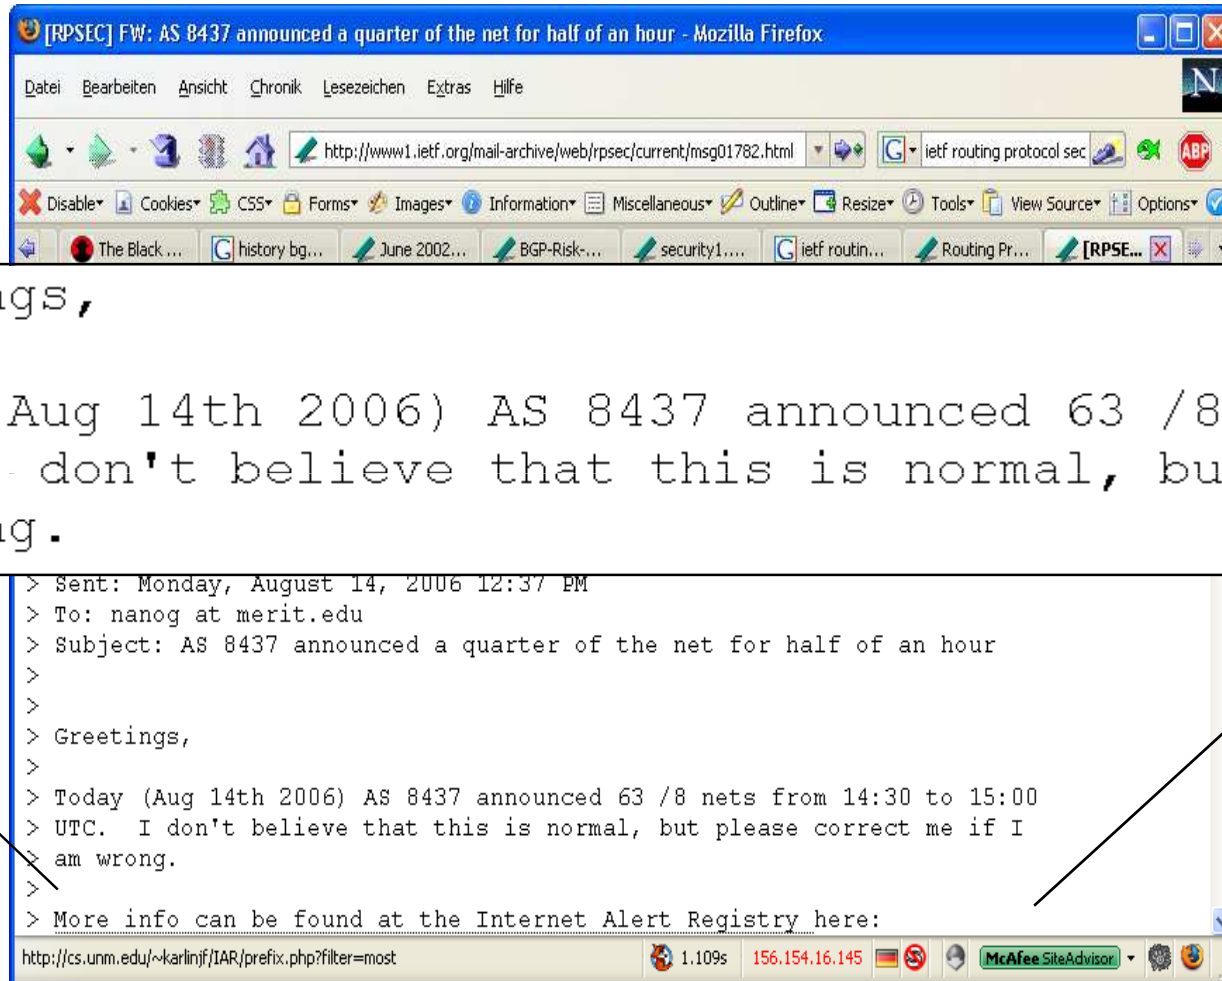 [RPSEC] FW: AS 8437 announced a quarter of the net for half of an hour - Mozilla Firefox
Datei Bearbeiten Ansicht Chronik Lesezeichen Extras Hilfe
N
http://www1.ietf.org/mail-archive/web/rpsec/current/msg01782.html G ietf routing protocol sec ABP
Disable Cookies CSS Forms Images Information Miscellaneous Outline Resize Tools View Source Options
The Black ... G history bg... June 2002... BGP-Risk-... security1.... G ietf routin... Routing Pr... [RPSE...
gs,
Aug 14th 2006) AS 8437 announced 63 /8
don't believe that this is normal, bu
g.
> Sent: Monday, August 14, 2006 12:37 PM
> To: nanog at merit.edu
> Subject: AS 8437 announced a quarter of the net for half of an hour
>
>
> Greetings,
>
> Today (Aug 14th 2006) AS 8437 announced 63 /8 nets from 14:30 to 15:00
> UTC. I don't believe that this is normal, but please correct me if I
> am wrong.
>
> More info can be found at the Internet Alert Registry here:
http://cs.unm.edu/~karlinjf/IAR/prefix.php?filter=most 1.109s 156.154.16.145 McAfee SiteAdvisor